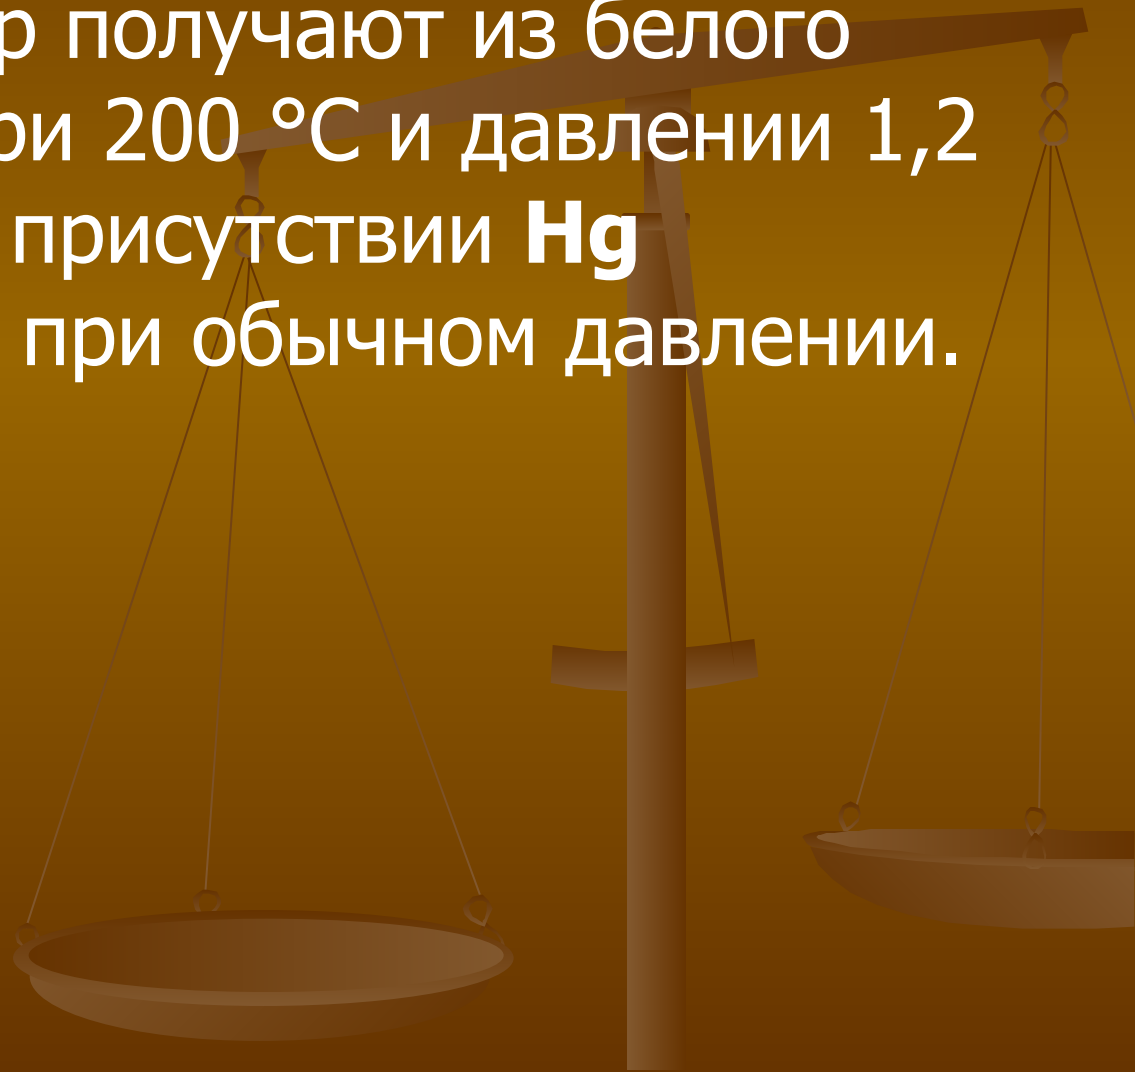 р получают из белого
ри 200 °С и давлении 1,2
присутствии Hg
при обычном давлении.